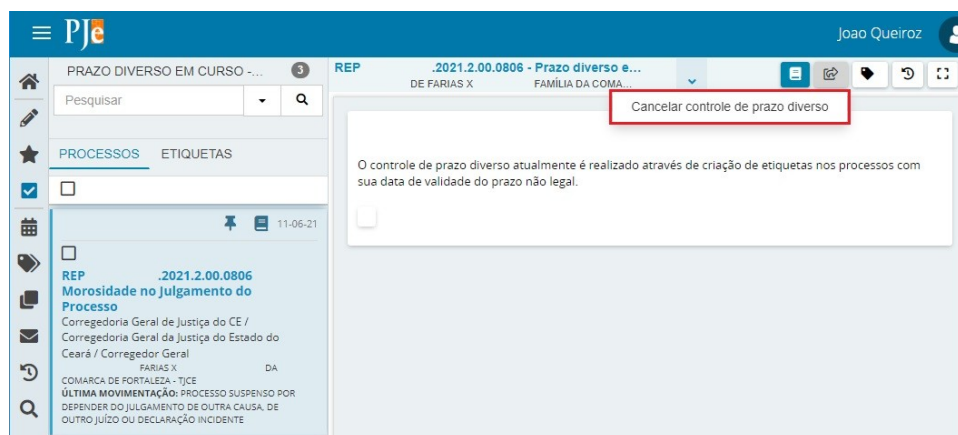 PJe
Joao Queiroz
PRAZO DIVERSO EM CURSO -... 3
Pesquisar
PROCESSOS ETIQUETAS
11-06-21
REP .2021.2.00.0806
Morosidade no Julgamento do
Processo
Corregedoria Geral de Justiça do CE /
Corregedoria Geral da Justiça do Estado do
Ceará / Corregedor Geral
FARIAS X DA
COMARCA DE FORTALEZA - TJCE
ÚLTIMA MOVIMENTAÇÃO: PROCESSO SUSPENSO POR
DEPENDER DO JULGAMENTO DE OUTRA CAUSA, DE
OUTRO JUÍZO OU DECLARAÇÃO INCIDENTE
REP .2021.2.00.0806 - Prazo diverso e...
DE FARIAS X FAMÍLIA DA COMA...
Cancelar controle de prazo diverso
O controle de prazo diverso atualmente é realizado através de criação de etiquetas nos processos com
sua data de validade do prazo não legal.